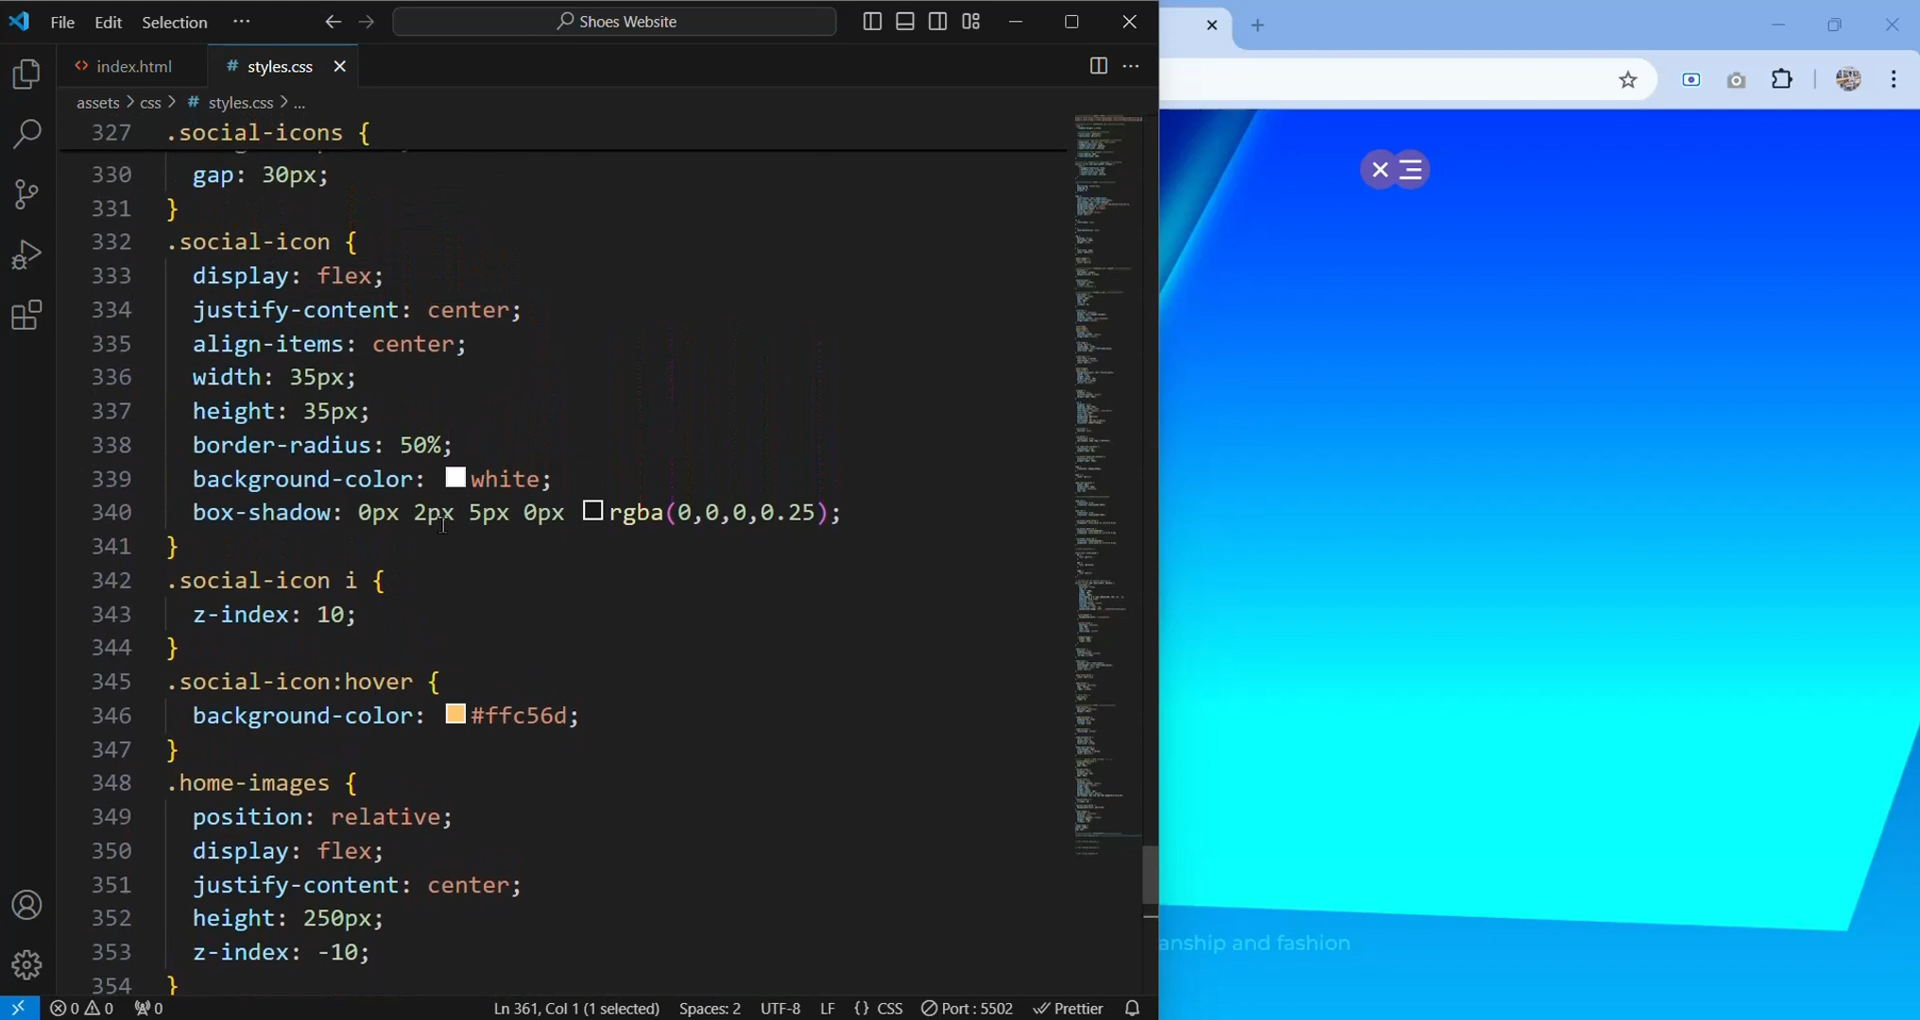 File Edit Selection ···
Shoes Website
index.html
# styles.css
assets > css > # styles.css > ...
327 .social-icons {
330 gap: 30px;
331 }
332 .social-icon {
333 display: flex;
334 justify-content: center;
335 align-items: center;
336 width: 35px;
337 height: 35px;
338 border-radius: 50%;
339 background-color: white;
340 box-shadow: 0px 2px 5px 0px rgba(0,0,0,0.25);
341 }
342 .social-icon i {
343 z-index: 10;
344 }
345 .social-icon:hover {
346 background-color: #ffc56d;
347 }
348 .home-images {
349 position: relative;
350 display: flex;
351 justify-content: center;
352 height: 250px;
353 z-index: -10;
354 }
anship and fashion
0 0 0 Ln 361, Col 1 (1 selected) Spaces: 2 UTF-8 LF {} CSS Port : 5502 Prettier